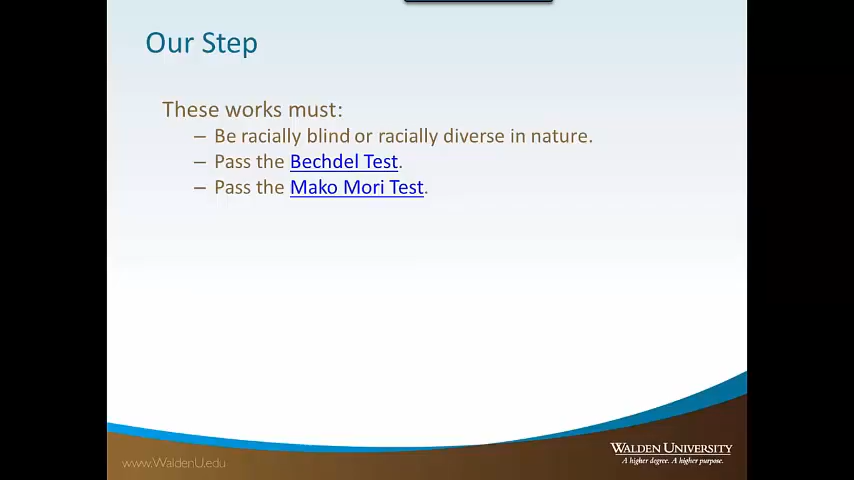 Our Step
These works must:
– Be racially blind or racially diverse in nature.
– Pass the Bechdel Test.
– Pass the Mako Mori Test.
WALDEN UNIVERSITY
A higher degree. A higher purpose.
www.WaldenU.edu